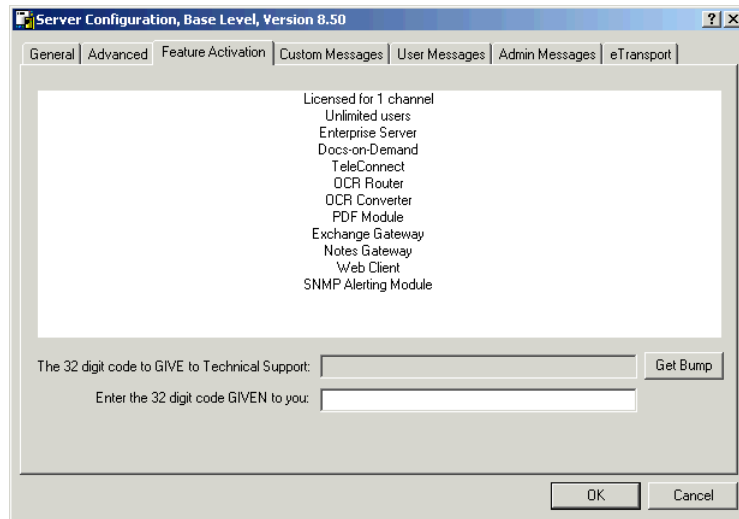 Server Configuration, Base Level, Version 8.50
General Advanced Feature Activation Custom Messages User Messages Admin Messages eTransport
Licensed for 1 channel
Unlimited users
Enterprise Server
Docs-on-Demand
TeleConnect
OCR Router
OCR Converter
PDF Module
Exchange Gateway
Notes Gateway
Web Client
SNMP Alerting Module
The 32 digit code to GIVE to Technical Support: Get Bump
Enter the 32 digit code GIVEN to you:
OK Cancel